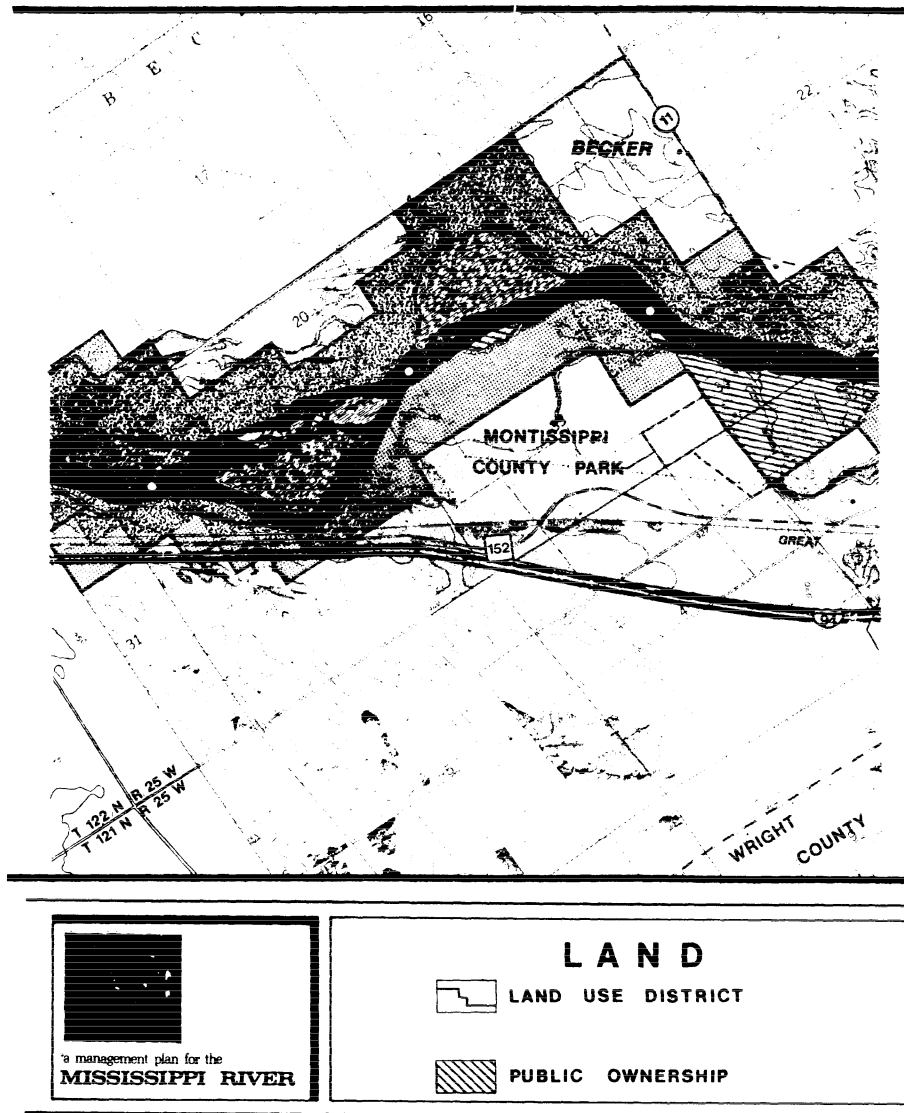 16
B E C
11
22
BECKER
17
20
MONTISSIPPI
COUNTY PARK
GREAT
152
94
31
4
T 122 N R 25 W
T 121 N R 25 W
WRIGHT
COUNTY
LAND
LAND USE DISTRICT
a management plan for the
MISSISSIPPI RIVER
PUBLIC OWNERSHIP